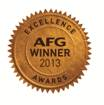 EXCELLENCE
AFG
WINNER
2013
AWARDS